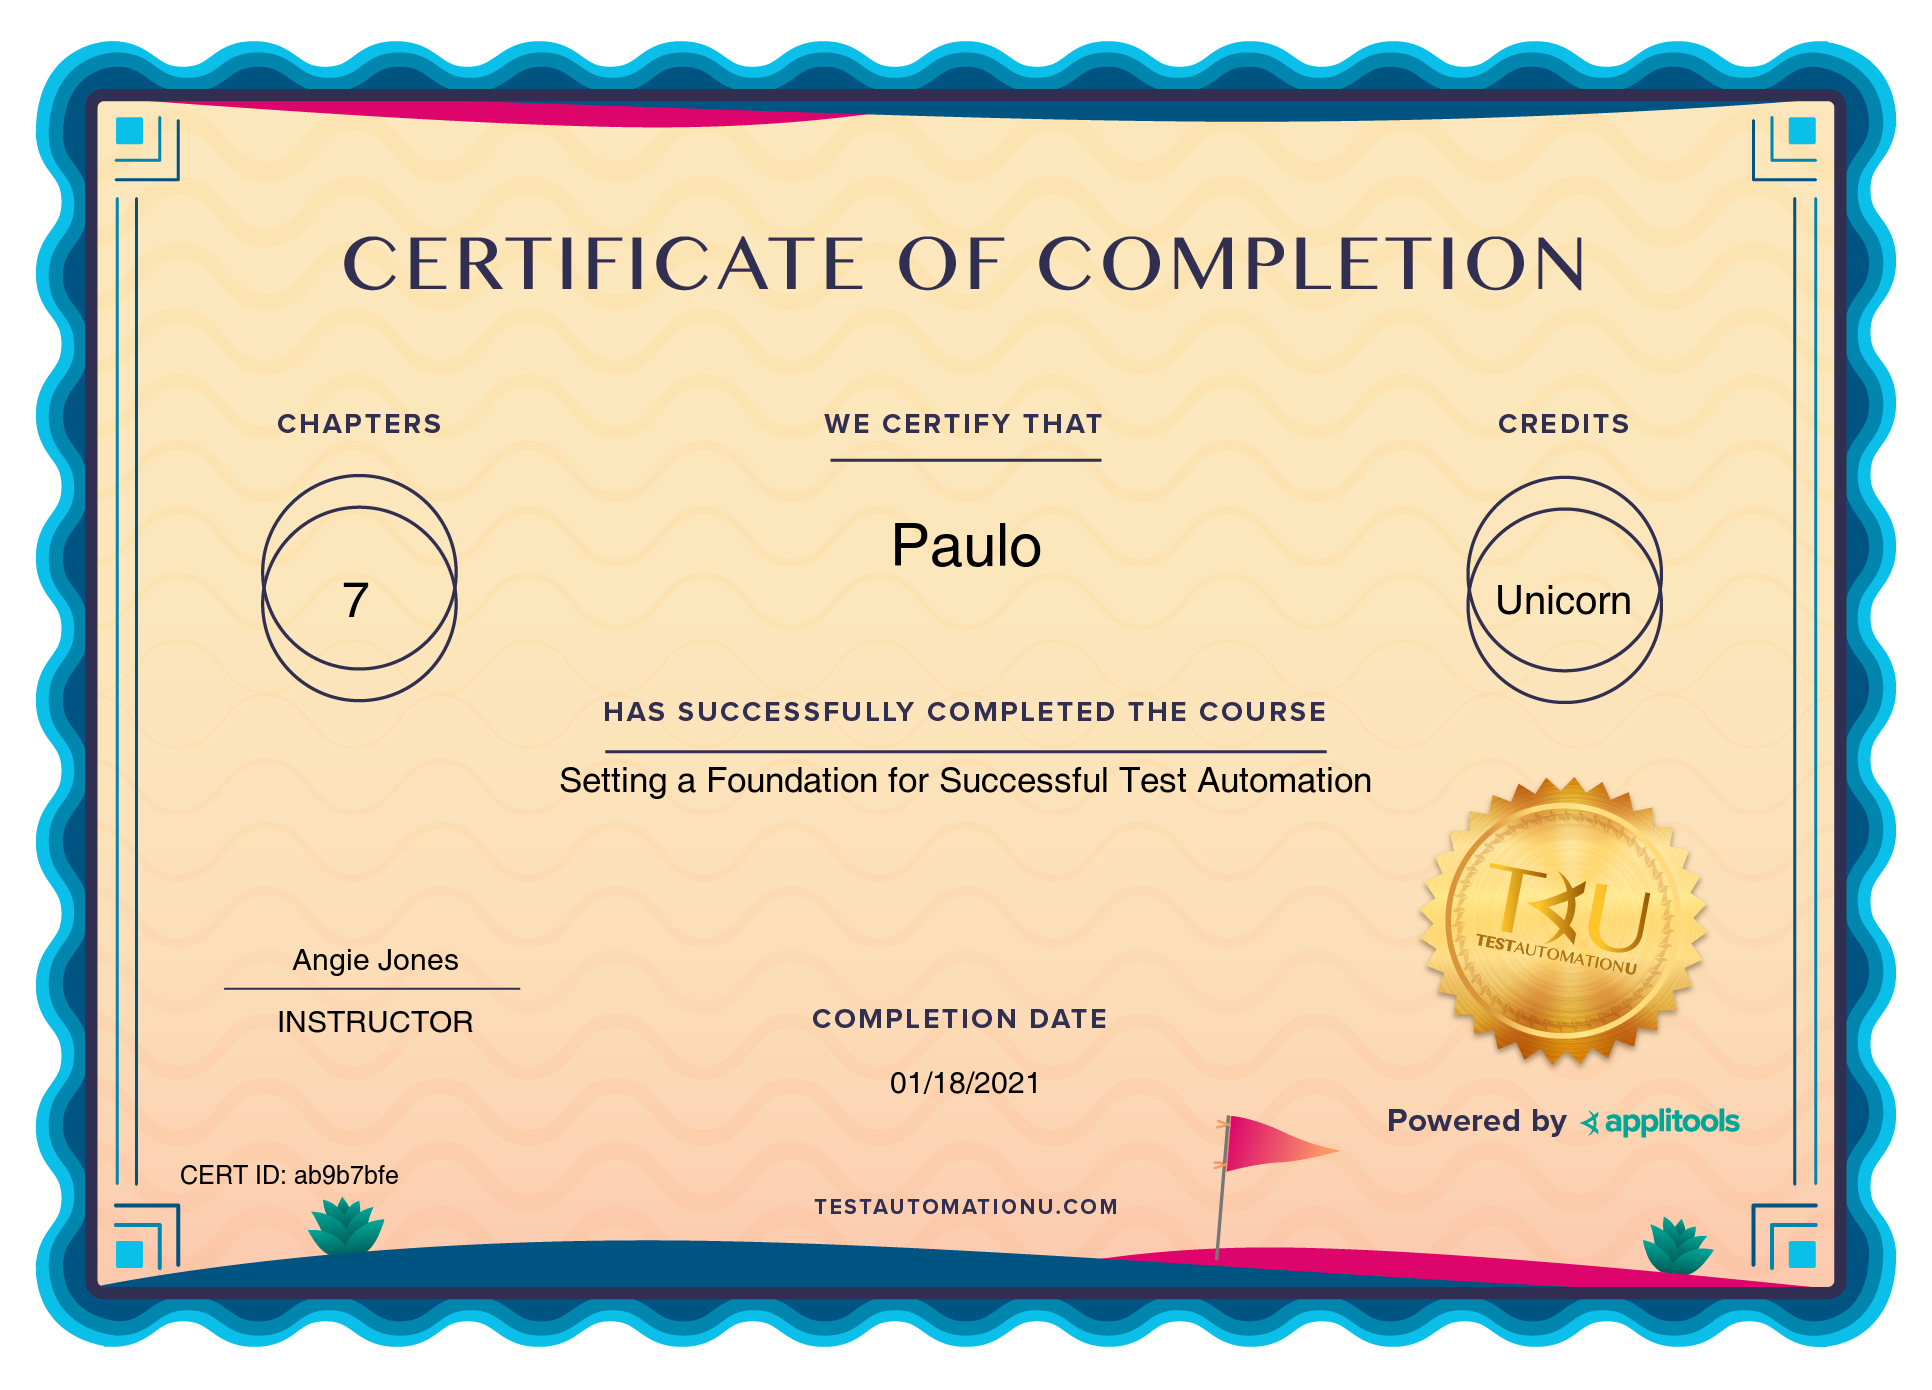 CERTIFICATE OF COMPLETION
CHAPTERS
7
WE CERTIFY THAT
Paulo
CREDITS
Unicorn
HAS SUCCESSFULLY COMPLETED THE COURSE
Setting a Foundation for Successful Test Automation
TAU
TESTAUTOMATIONU
Angie Jones
INSTRUCTOR
COMPLETION DATE
01/18/2021
Powered by applitools
CERT ID: ab9b7bfe
TESTAUTOMATIONU.COM